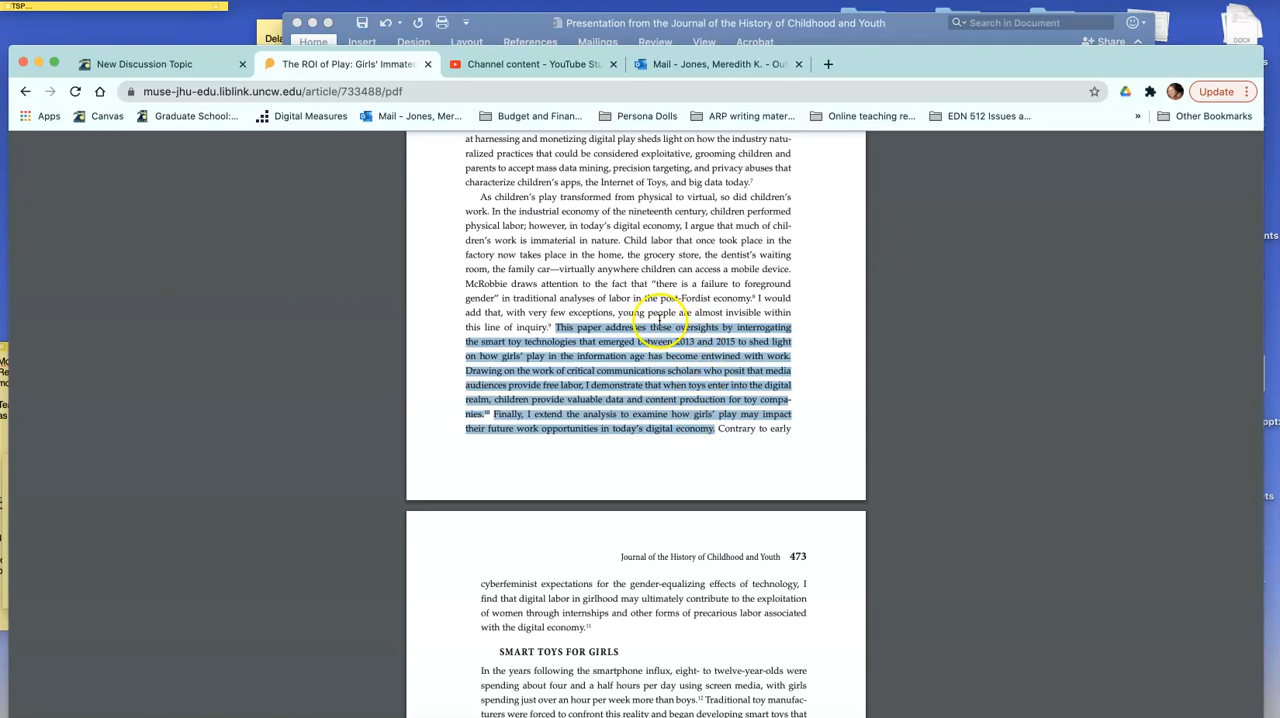 TSP...
Presentation from the Journal of the History of Childhood and Youth
Search in Document
Dela
Home Insert Design Layout References Mailings Review View Acrobat
Share
DOCX
New Discussion Topic
The ROI of Play: Girls' Immater
Channel content - YouTube Stu
Mail - Jones, Meredith K. - Out
muse-jhu-edu.liblink.uncw.edu/article/733488/pdf
Update
Apps Canvas Graduate School:... Digital Measures Mail - Jones, Meredith K.... Budget and Finan... Persona Dolls ARP writing mater... Online teaching re... EDN 512 Issues a... » Other Bookmarks
at harnessing and monetizing digital play sheds light on how the industry natu-
ralized practices that could be considered exploitative, grooming children and
parents to accept mass data mining, precision targeting, and privacy abuses that
characterize children's apps, the Internet of Toys, and big data today.7
As children's play transformed from physical to virtual, so did children's
work. In the industrial economy of the nineteenth century, children performed
physical labor; however, in today's digital economy, I argue that much of chil-
dren's work is immaterial in nature. Child labor that once took place in the
factory now takes place in the home, the grocery store, the dentist's waiting
room, the family car—virtually anywhere children can access a mobile device.
McRobbie draws attention to the fact that "there is a failure to foreground
gender" in traditional analyses of labor in the post-Fordist economy.8 I would
add that, with very few exceptions, young people are almost invisible within
this line of inquiry.9 This paper addresses these oversights by interrogating
the smart toy technologies that emerged between 2013 and 2015 to shed light
on how girls' play in the information age has become entwined with work.
Drawing on the work of critical communications scholars who posit that media
audiences provide free labor, I demonstrate that when toys enter into the digital
realm, children provide valuable data and content production for toy compa-
nies.10 Finally, I extend the analysis to examine how girls' play may impact
their future work opportunities in today's digital economy. Contrary to early
Journal of the History of Childhood and Youth 473
cyberfeminist expectations for the gender-equalizing effects of technology, I
find that digital labor in girlhood may ultimately contribute to the exploitation
of women through internships and other forms of precarious labor associated
with the digital economy.11
SMART TOYS FOR GIRLS
In the years following the smartphone influx, eight- to twelve-year-olds were
spending about four and a half hours per day using screen media, with girls
spending just over an hour per week more than boys.12 Traditional toy manufac-
turers were forced to confront this reality and began developing smart toys that